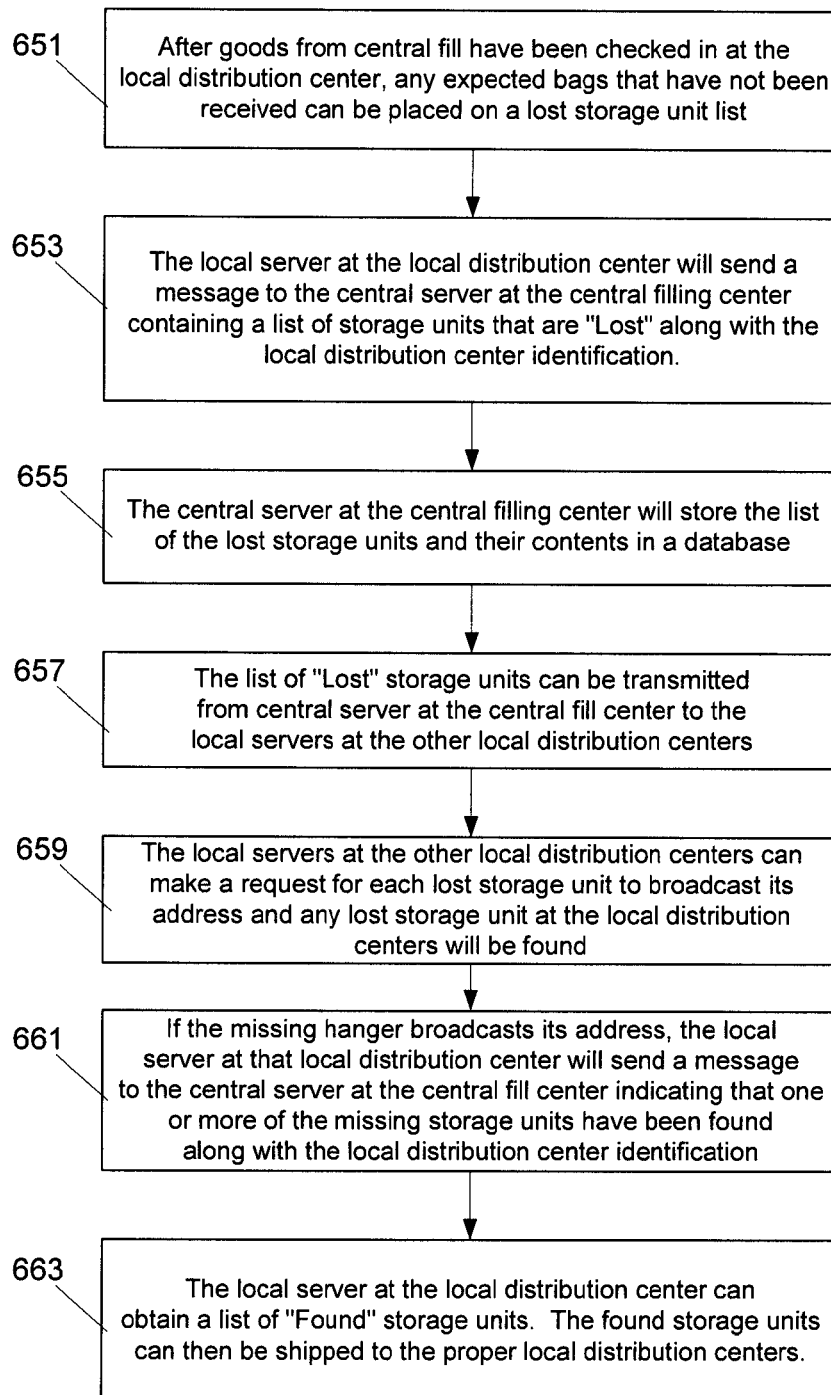 651
After goods from central fill have been checked in at the
local distribution center, any expected bags that have not been
received can be placed on a lost storage unit list
653
The local server at the local distribution center will send a
message to the central server at the central filling center
containing a list of storage units that are "Lost" along with the
local distribution center identification.
655
The central server at the central filling center will store the list
of the lost storage units and their contents in a database
657
The list of "Lost" storage units can be transmitted
from central server at the central fill center to the
local servers at the other local distribution centers
659
The local servers at the other local distribution centers can
make a request for each lost storage unit to broadcast its
address and any lost storage unit at the local distribution
centers will be found
661
If the missing hanger broadcasts its address, the local
server at that local distribution center will send a message
to the central server at the central fill center indicating that one
or more of the missing storage units have been found
along with the local distribution center identification
663
The local server at the local distribution center can
obtain a list of "Found" storage units. The found storage units
can then be shipped to the proper local distribution centers.